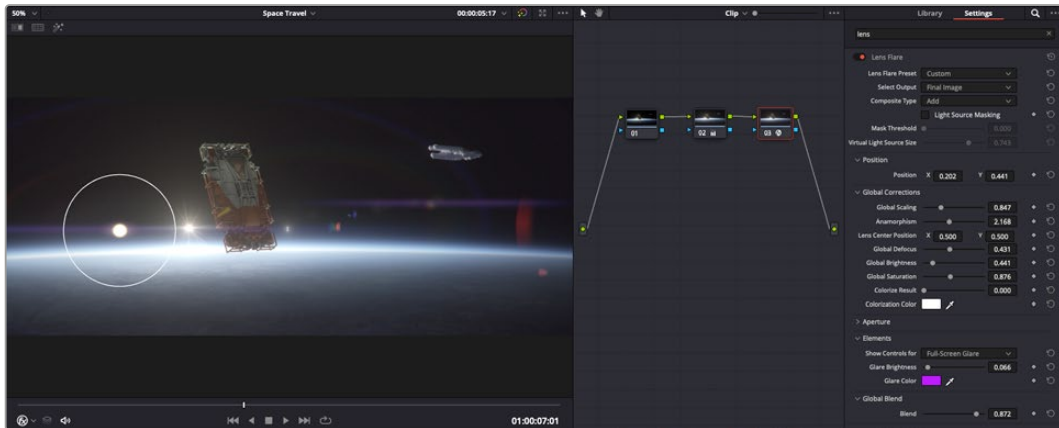 50%
Space Travel
00:00:05:17
Clip
Library
Settings
lens
Lens Flare
Lens Flare Preset Custom
Select Output Final Image
Composite Type Add
Light Source Masking
Mask Threshold 0.000
Virtual Light Source Size 0.743
Position
Position X 0.202 Y 0.441
Global Corrections
Global Scaling 0.847
Anamorphism 2.168
Lens Center Position X 0.500 Y 0.500
Global Defocus 0.431
Global Brightness 0.441
Global Saturation 0.876
Colorize Result 0.000
Colorization Color
Aperture
Elements
Show Controls for Full-Screen Glare
Glare Brightness 0.066
Glare Color
Global Blend
Blend 0.872
01
02
03
01:00:07:01